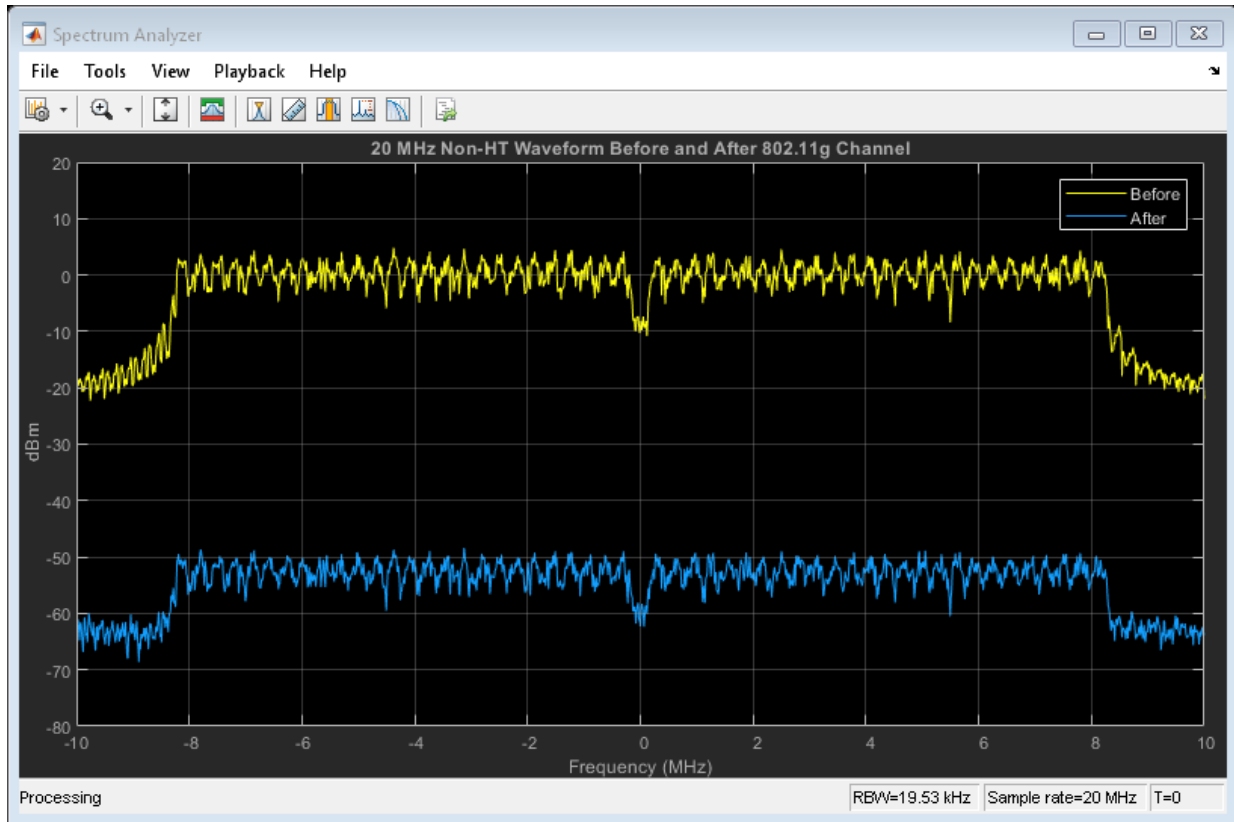 Spectrum Analyzer
File Tools View Playback Help
20 MHz Non-HT Waveform Before and After 802.11g Channel
Before
After
20
10
0
-10
-20
-30
-40
-50
-60
-70
-80
dBm
-10 -8 -6 -4 -2 0 2 4 6 8 10
Frequency (MHz)
Processing RBW=19.53 kHz Sample rate=20 MHz T=0